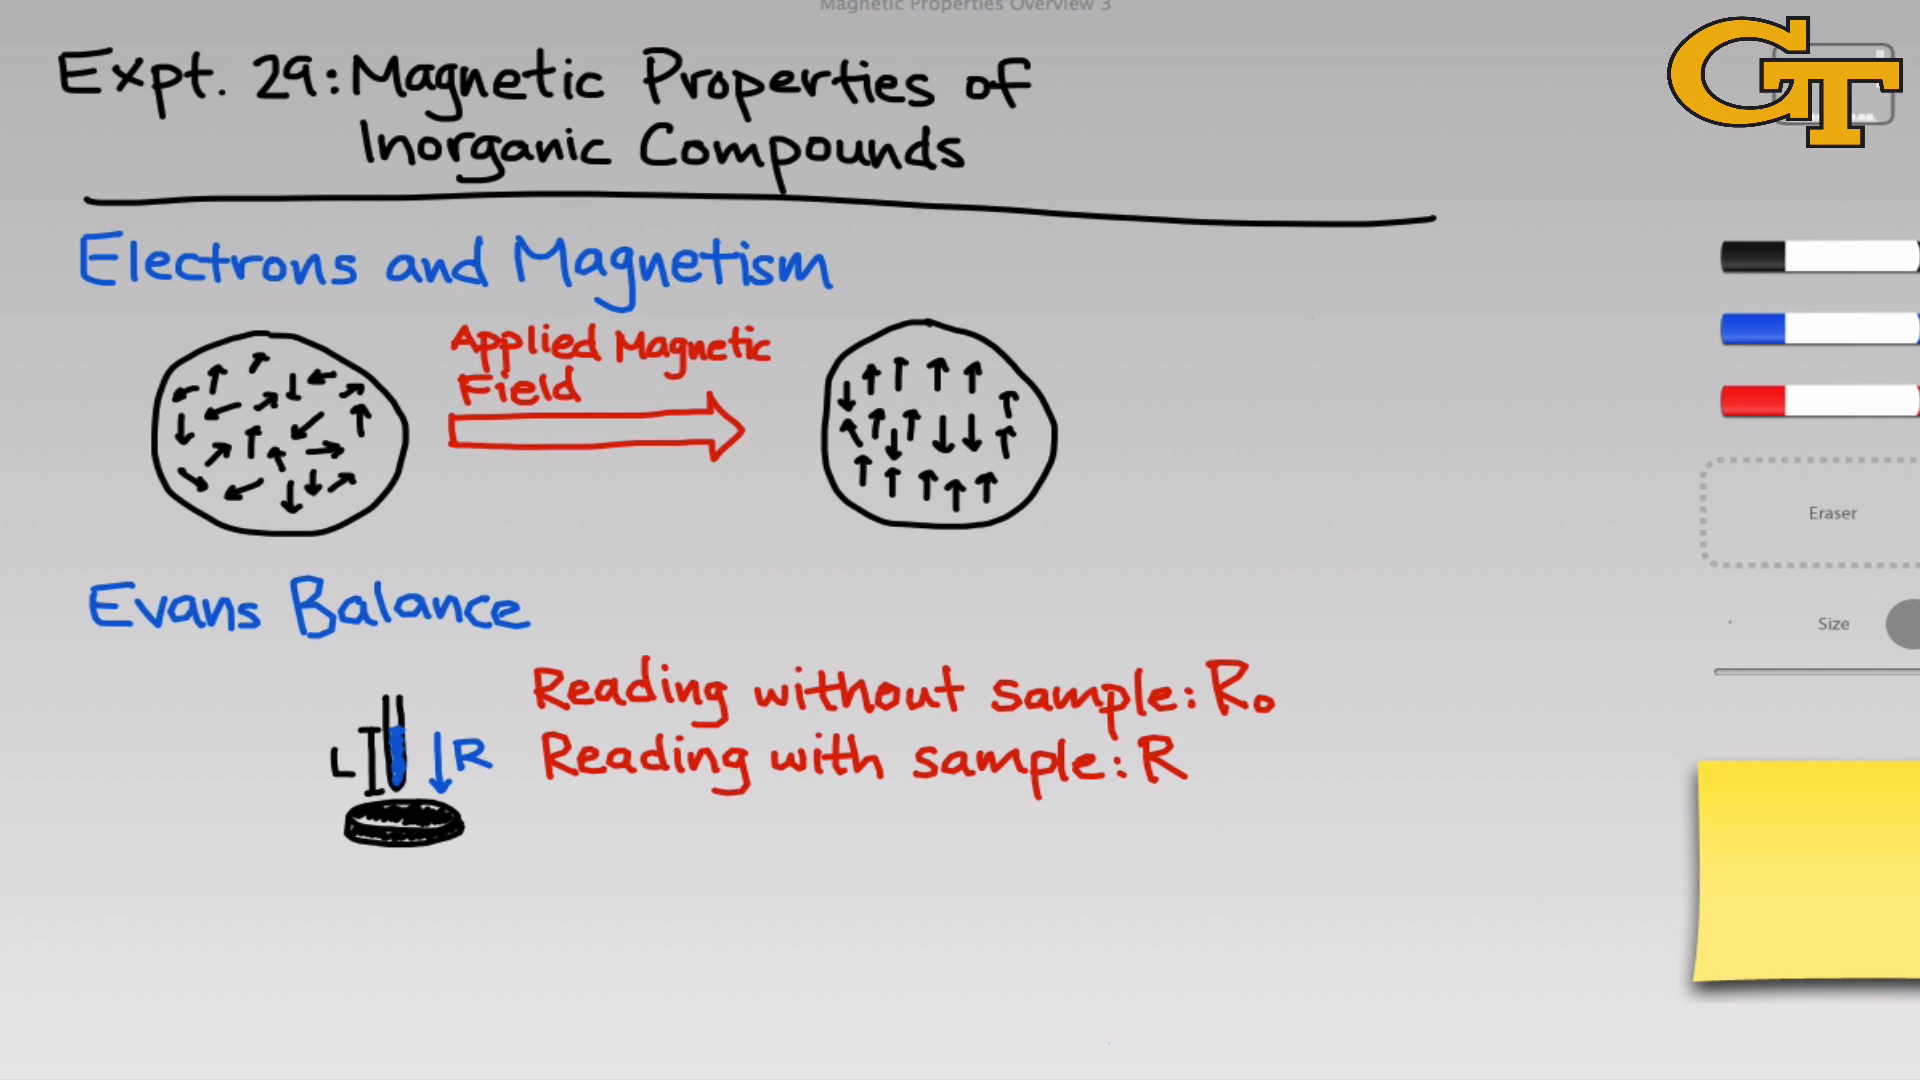 Magnetic Properties Overview 3
GT
Expt. 29: Magnetic Properties of
Inorganic Compounds
Electrons and Magnetism
Applied Magnetic
Field
Eraser
Evans Balance
Size
Reading without sample: R₀
L
R
Reading with sample: R